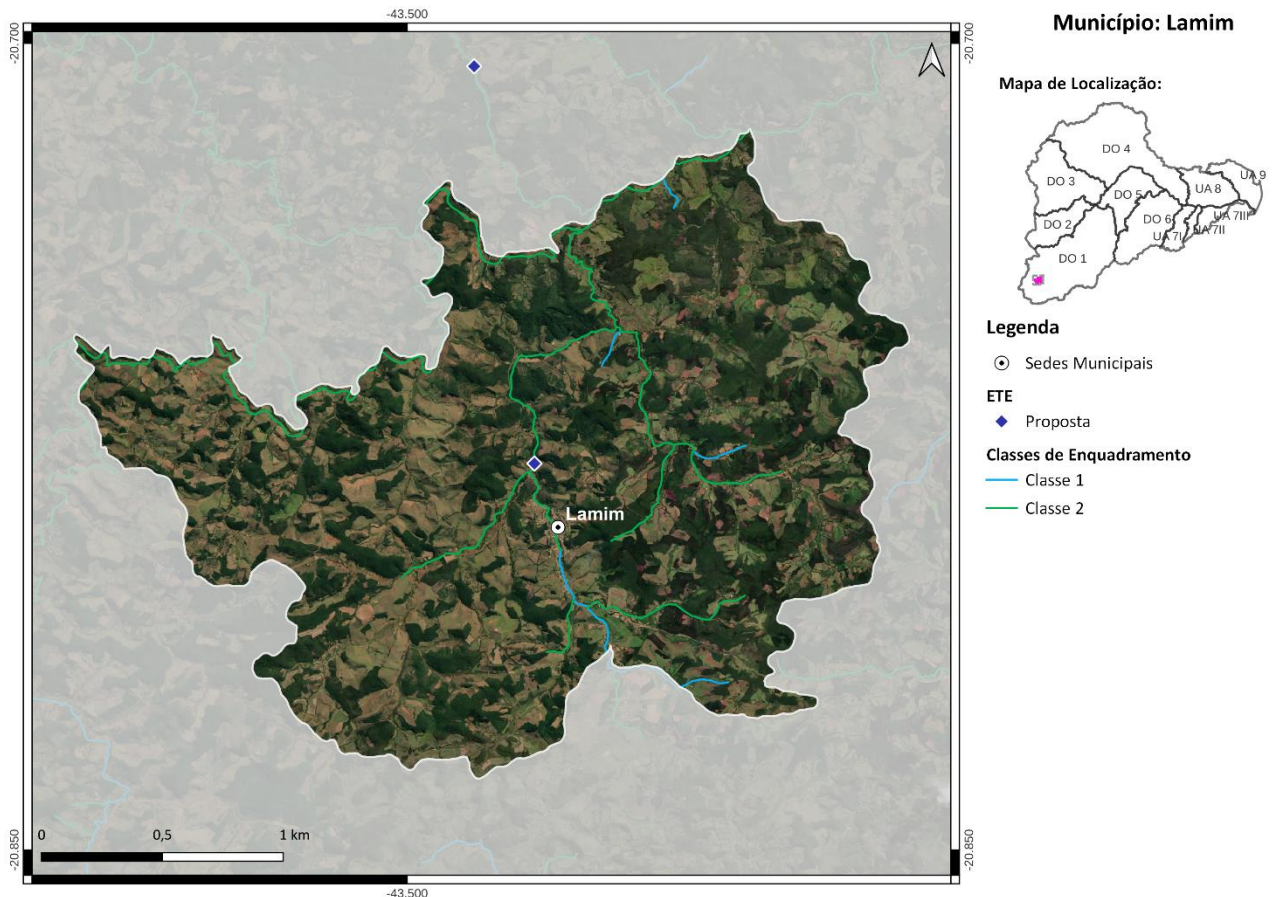 Município: Lamim
-43.500
-20.700
-20.700
Mapa de Localização:
DO 4
DO 3
DO 5
UA 8
UA 9
DO 2
DO 6
UA 7III
UA 7II
UA 7I
DO 1
Legenda
Sedes Municipais
ETE
Proposta
Classes de Enquadramento
Classe 1
Classe 2
Lamim
0 0,5 1 km
-20.850
-20.850
-43.500